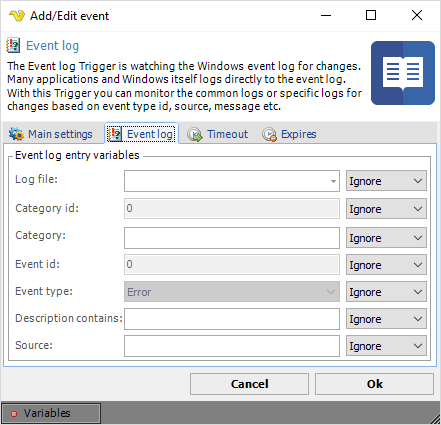 Add/Edit event
Event log
The Event log Trigger is watching the Windows event log for changes.
Many applications and Windows itself logs directly to the event log.
With this Trigger you can monitor the common logs or specific logs for
changes based on event type id, source, message etc.
Main settings Event log Timeout Expires
Event log entry variables
Log file: Ignore
Category id: 0 Ignore
Category: Ignore
Event id: 0 Ignore
Event type: Error Ignore
Description contains: Ignore
Source: Ignore
Cancel Ok
Variables